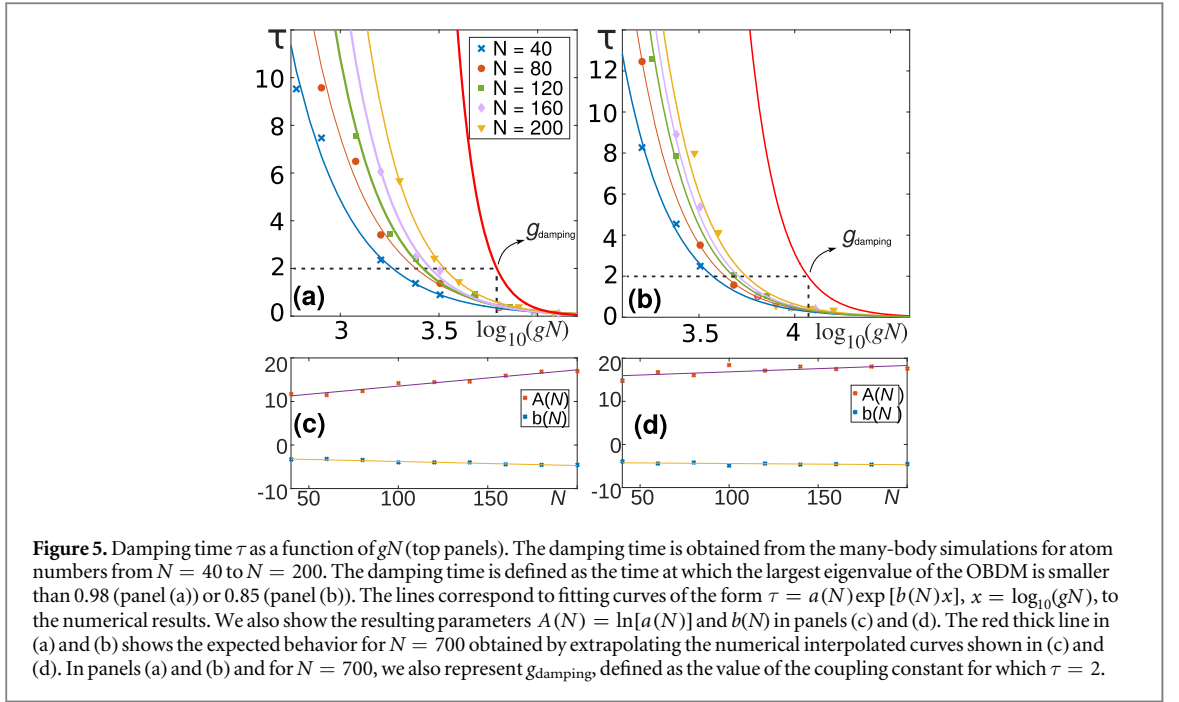 τ
10
8
6
4
2
0
N = 40
N = 80
N = 120
N = 160
N = 200
g_damping
(a)
3
3.5
log₁₀(gN)
τ
12
10
8
6
4
2
0
g_damping
(b)
3.5
4
log₁₀(gN)
20
10
0
-10
A(N)
b(N)
(c)
50
100
150
N
20
10
0
-10
A(N)
b(N)
(d)
50
100
150
N
Figure 5. Damping time τ as a function of gN (top panels). The damping time is obtained from the many-body simulations for atom
numbers from N = 40 to N = 200. The damping time is defined as the time at which the largest eigenvalue of the OBDM is smaller
than 0.98 (panel (a)) or 0.85 (panel (b)). The lines correspond to fitting curves of the form τ = a(N) exp [b(N)x], x = log₁₀(gN), to
the numerical results. We also show the resulting parameters A(N) = ln[a(N)] and b(N) in panels (c) and (d). The red thick line in
(a) and (b) shows the expected behavior for N = 700 obtained by extrapolating the numerical interpolated curves shown in (c) and
(d). In panels (a) and (b) and for N = 700, we also represent g_damping, defined as the value of the coupling constant for which τ = 2.